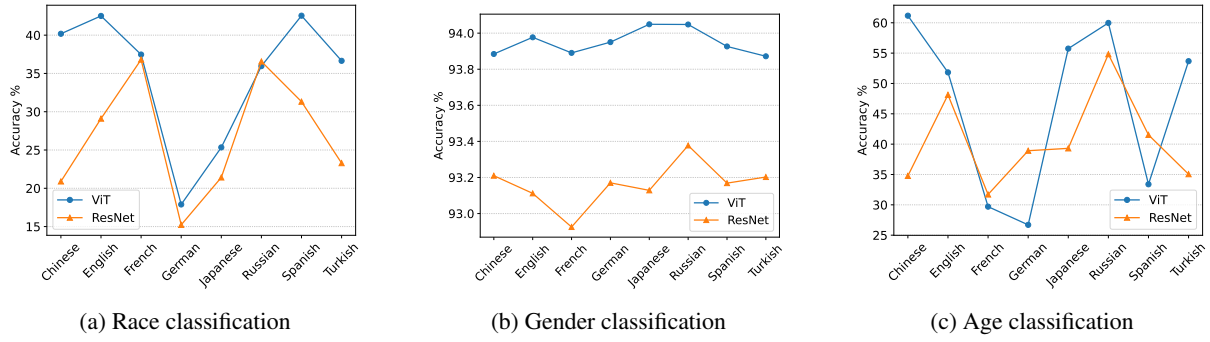 Accuracy %
40
35
30
25
20
15
ViT
ResNet
Chinese
English
French
German
Japanese
Russian
Spanish
Turkish
(a) Race classification
Accuracy %
94.0
93.8
93.6
93.4
93.2
93.0
ViT
ResNet
Chinese
English
French
German
Japanese
Russian
Spanish
Turkish
(b) Gender classification
Accuracy %
60
55
50
45
40
35
30
25
ViT
ResNet
Chinese
English
French
German
Japanese
Russian
Spanish
Turkish
(c) Age classification